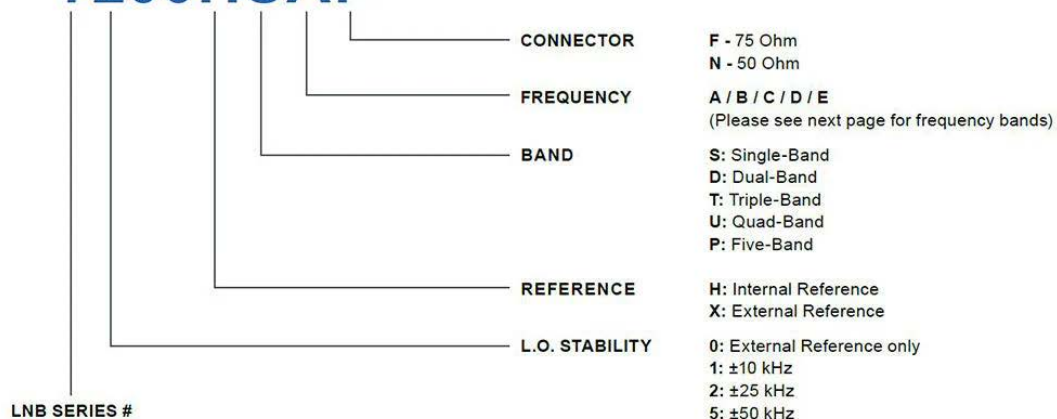 CONNECTOR F - 75 Ohm
N - 50 Ohm
FREQUENCY A / B / C / D / E
(Please see next page for frequency bands)
BAND S: Single-Band
D: Dual-Band
T: Triple-Band
U: Quad-Band
P: Five-Band
REFERENCE H: Internal Reference
X: External Reference
L.O. STABILITY 0: External Reference only
1: ±10 kHz
2: ±25 kHz
LNB SERIES # 5: ±50 kHz